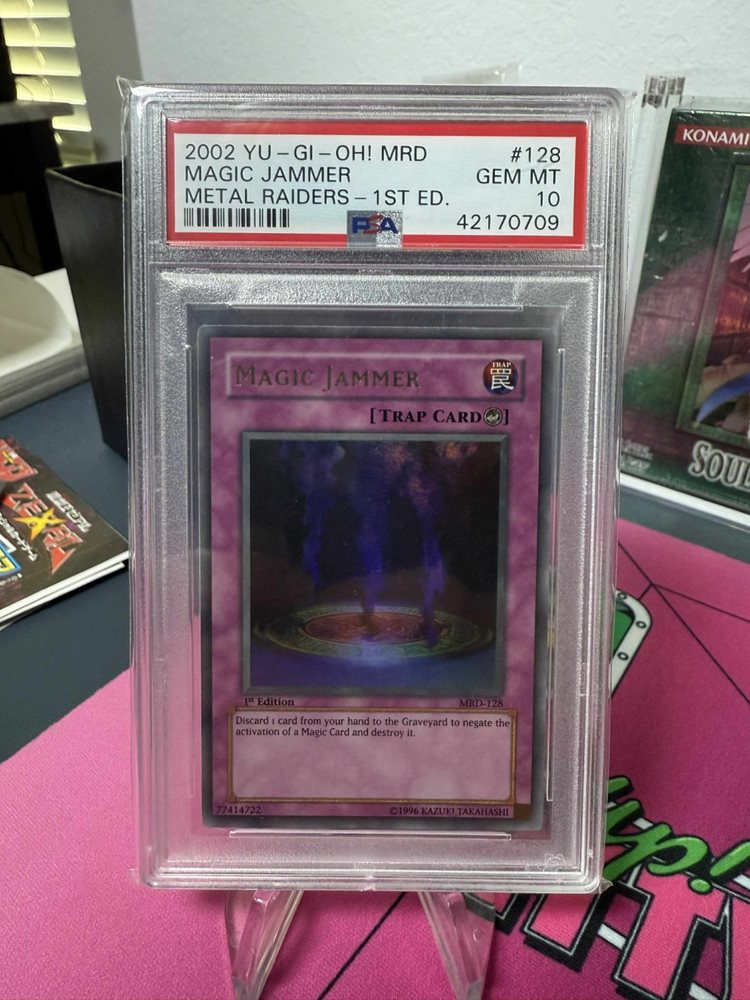 2002 YU-GI-OH! MRD #128
MAGIC JAMMER GEM MT
METAL RAIDERS-1ST ED. 10
PSA 42170709
MAGIC JAMMER
TRAP
罠
[TRAP CARD]
1st Edition MRD-128
Discard 1 card from your hand to the Graveyard to negate the
activation of a Magic Card and destroy it.
77414722 ©1996 KAZUKI TAKAHASHI
KONAMI
SOUL
ZEXAL